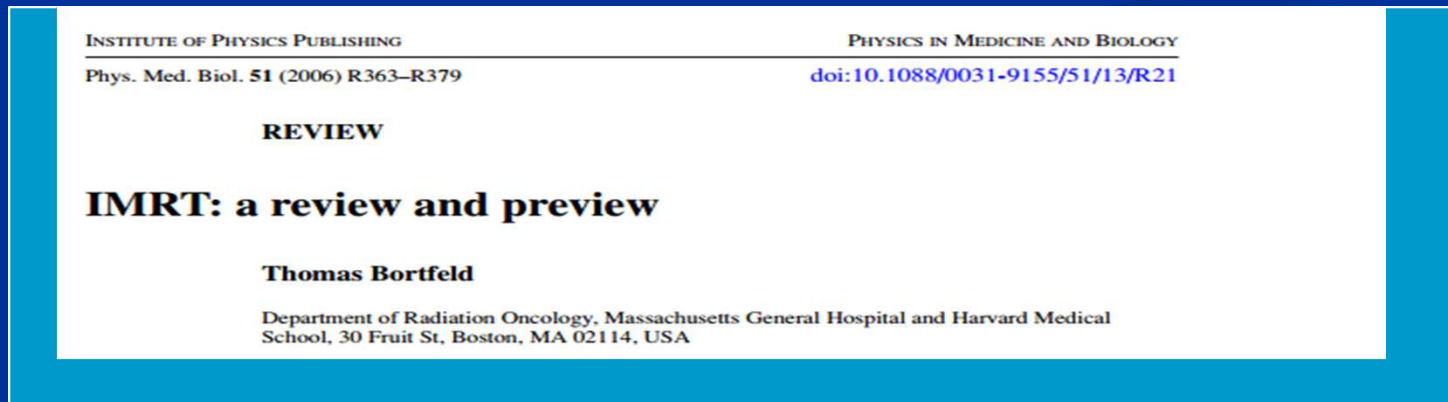 INSTITUTE OF PHYSICS PUBLISHING PHYSICS IN MEDICINE AND BIOLOGY
Phys. Med. Biol. 51 (2006) R363–R379 doi:10.1088/0031-9155/51/13/R21
REVIEW
IMRT: a review and preview
Thomas Bortfeld
Department of Radiation Oncology, Massachusetts General Hospital and Harvard Medical
School, 30 Fruit St, Boston, MA 02114, USA